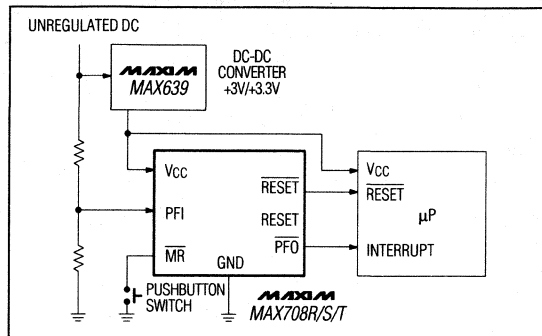 UNREGULATED DC
MAXIM
MAX639
DC-DC
CONVERTER
+3V/+3.3V
VCC
PFI
MR
GND
RESET
RESET
PFO
VCC
RESET
μP
INTERRUPT
PUSHBUTTON
SWITCH
MAXIM
MAX708R/S/T